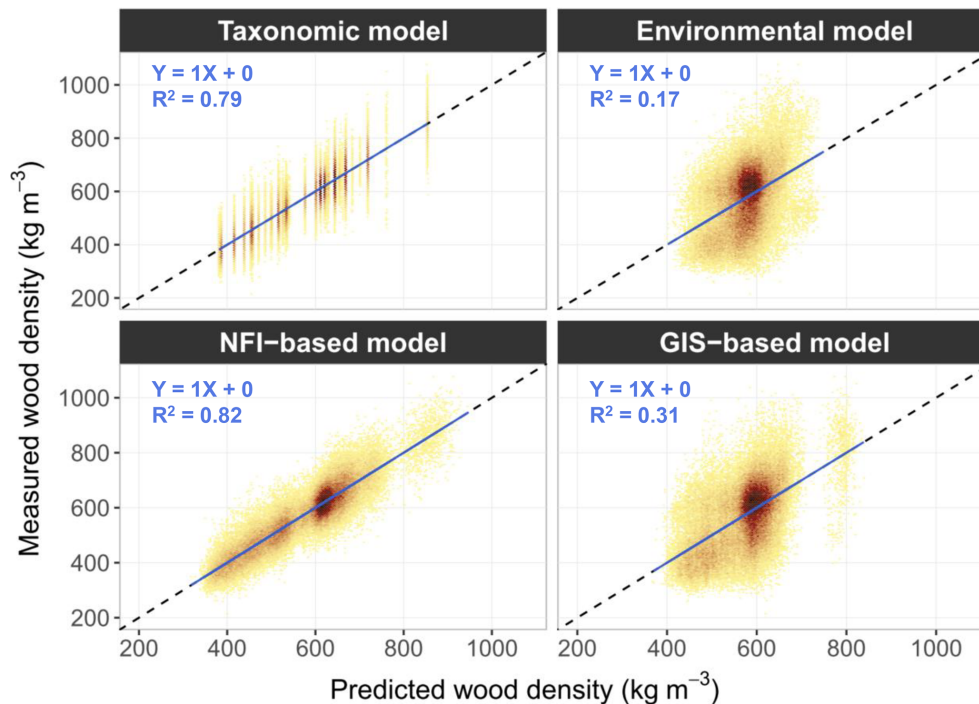 Taxonomic model
Environmental model
Y = 1X + 0
R² = 0.79
Y = 1X + 0
R² = 0.17
1000
800
600
400
200
NFI−based model
GIS−based model
Y = 1X + 0
R² = 0.82
Y = 1X + 0
R² = 0.31
1000
800
600
400
200
200 400 600 800 1000
200 400 600 800 1000
Measured wood density (kg m⁻³)
Predicted wood density (kg m⁻³)